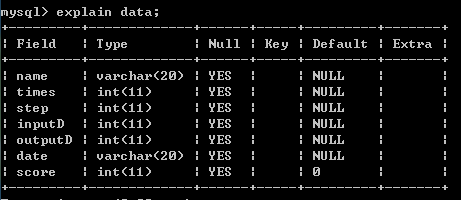 mysql> explain data;
+---------+-------------+------+-----+---------+-------+
| Field   | Type        | Null | Key | Default | Extra |
+---------+-------------+------+-----+---------+-------+
| name    | varchar(20) | YES  |     | NULL    |       |
| times   | int(11)     | YES  |     | NULL    |       |
| step    | int(11)     | YES  |     | NULL    |       |
| inputD  | int(11)     | YES  |     | NULL    |       |
| outputD | int(11)     | YES  |     | NULL    |       |
| date    | varchar(20) | YES  |     | NULL    |       |
| score   | int(11)     | YES  |     | 0       |       |
+---------+-------------+------+-----+---------+-------+